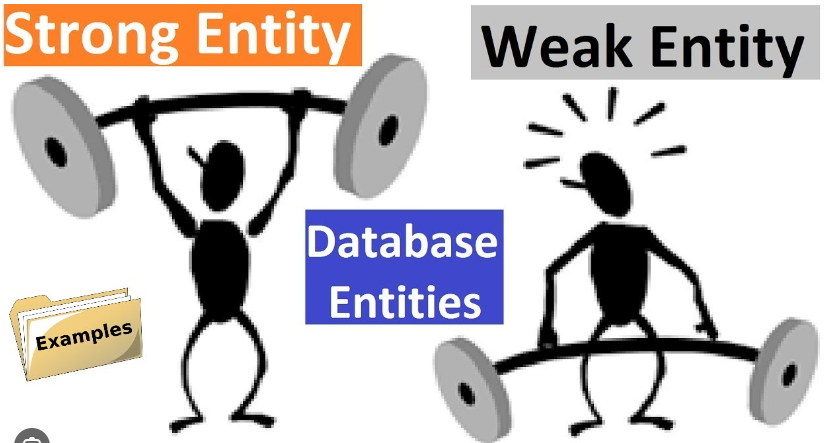 Strong Entity
Weak Entity
Database
Entities
Examples